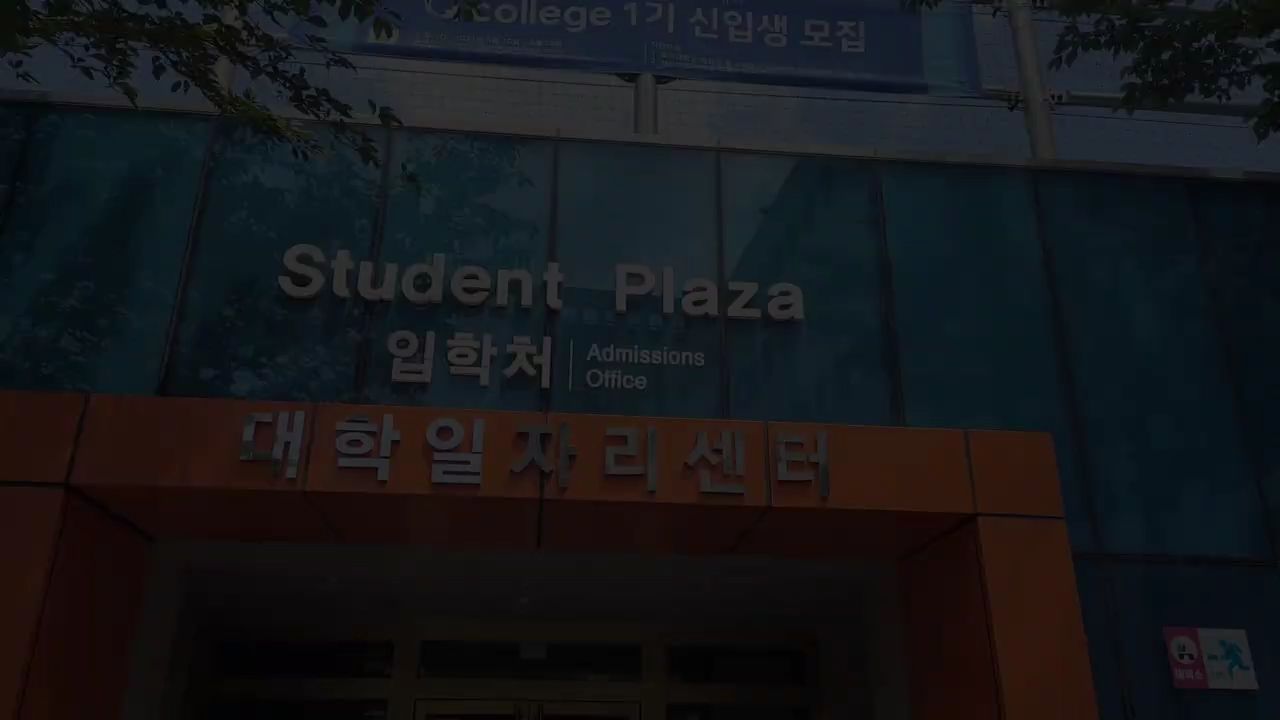 college 1기 신입생 모집
Student Plaza
입학처
Admissions
Office
대학일자리센터